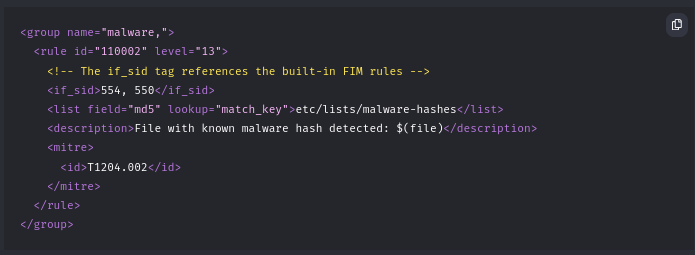 <group name="malware,">
<rule id="110002" level="13">
<!-- The if_sid tag references the built-in FIM rules -->
<if_sid>554, 550</if_sid>
<list field="md5" lookup="match_key">etc/lists/malware-hashes</list>
<description>File with known malware hash detected: $(file)</description>
<mitre>
<id>T1204.002</id>
</mitre>
</rule>
</group>